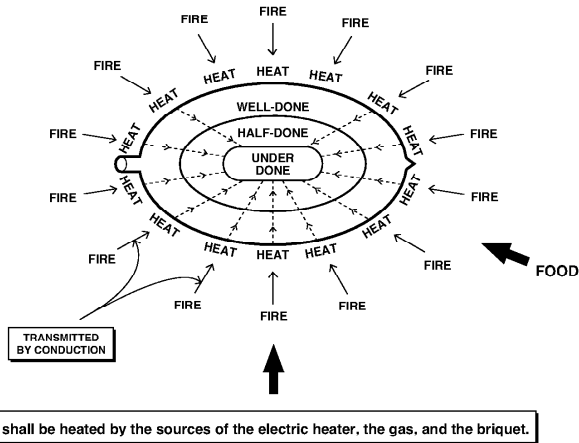 FIRE
FIRE FIRE
FIRE FIRE
HEAT HEAT HEAT
HEAT HEAT
WELL-DONE
FIRE HEAT HALF-DONE HEAT FIRE
UNDER
DONE
FIRE HEAT HEAT FIRE
HEAT HEAT
HEAT HEAT HEAT
FIRE FIRE
FOOD
FIRE FIRE
FIRE
TRANSMITTED
BY CONDUCTION
shall be heated by the sources of the electric heater, the gas, and the briquet.